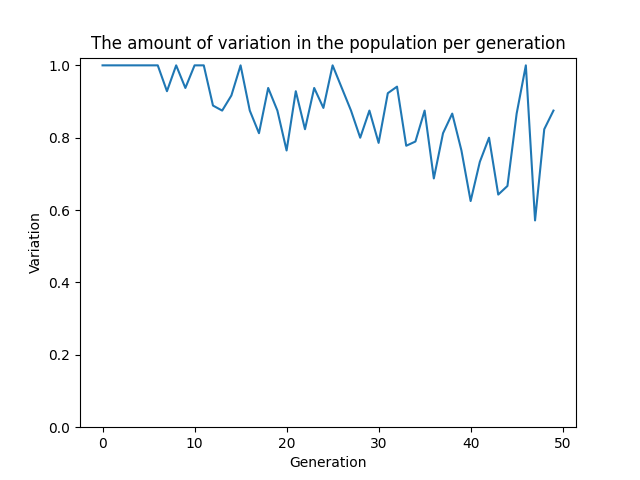 The amount of variation in the population per generation
1.0
0.8
0.6
0.4
0.2
0.0
Variation
0 10 20 30 40 50
Generation